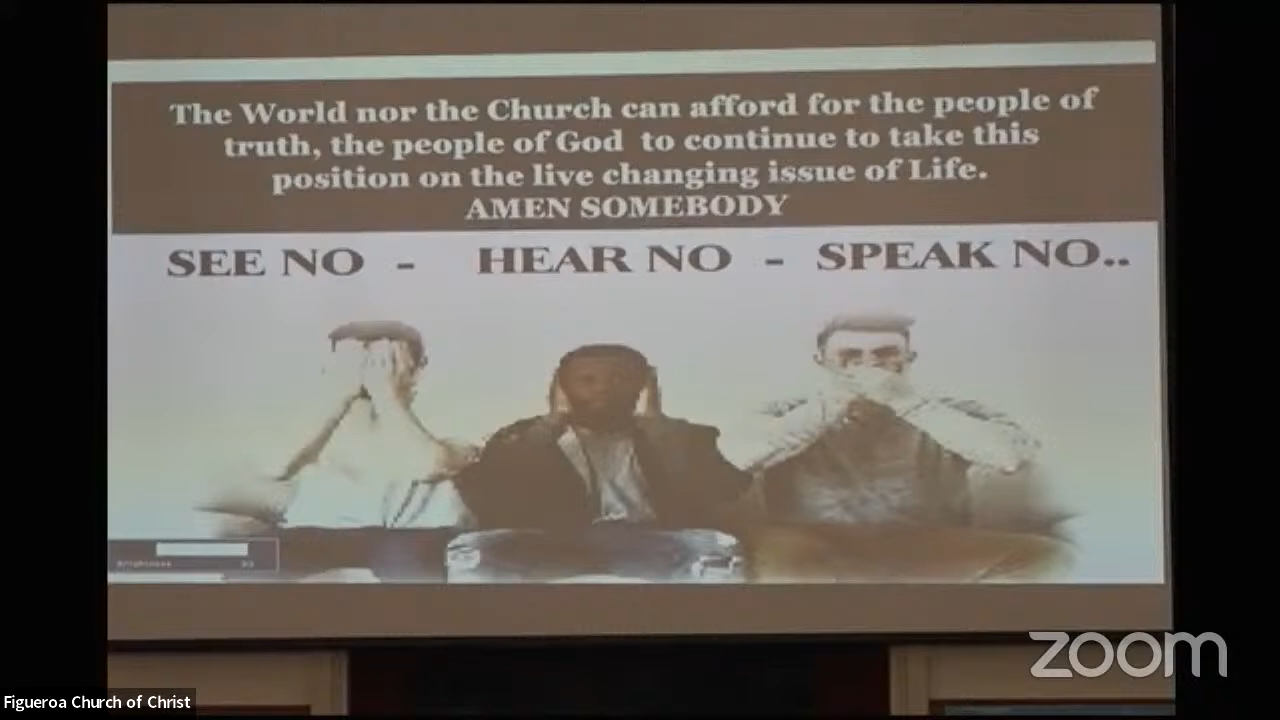 The World nor the Church can afford for the people of
truth, the people of God to continue to take this
position on the live changing issue of Life.
AMEN SOMEBODY
SEE NO - HEAR NO - SPEAK NO..
Brightness
zoom
Figueroa Church of Christ